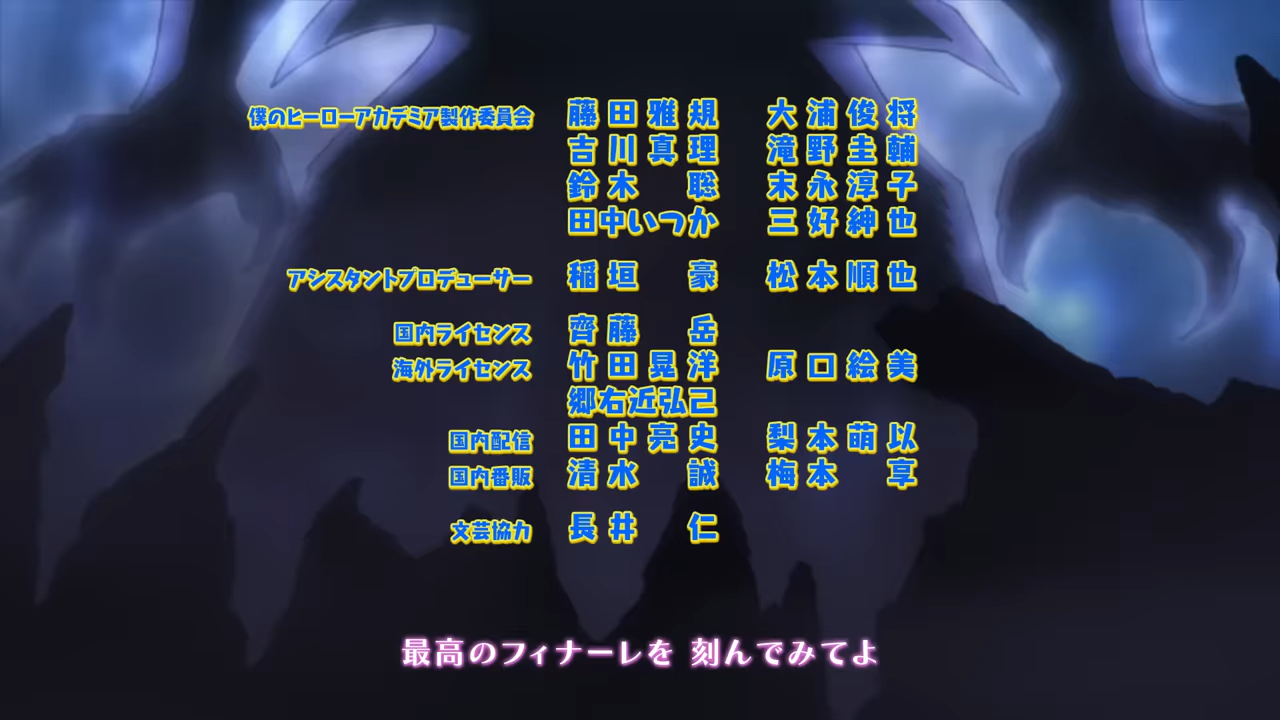 僕のヒーローアカデミア製作委員会 藤田雅規 大浦俊将
吉川真理 滝野圭輔
鈴木 聡 末永淳子
田中いつか 三好紳也
アシスタントプロデューサー 稲垣 豪 松本順也
国内ライセンス 齊藤 岳
海外ライセンス 竹田晃洋 原口絵美
郷右近弘己
国内配信 田中亮史 梨本萌以
国内番販 清水 誠 梅本 享
文芸協力 長井 仁
最高のフィナーレを 刻んでみてよ